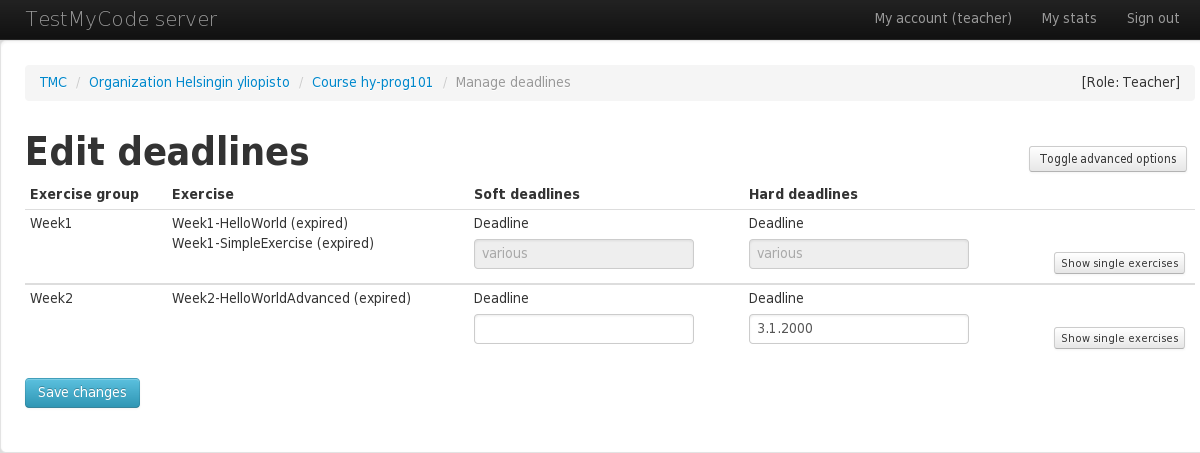 TestMyCode server My account (teacher) My stats Sign out
TMC / Organization Helsingin yliopisto / Course hy-prog101 / Manage deadlines [Role: Teacher]
Edit deadlines
Toggle advanced options
Exercise group Exercise Soft deadlines Hard deadlines
Week1 Week1-HelloWorld (expired) Deadline Deadline
Week1-SimpleExercise (expired)
various various
Show single exercises
Week2 Week2-HelloWorldAdvanced (expired) Deadline Deadline
3.1.2000
Show single exercises
Save changes